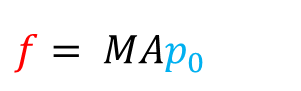 f = MAp₀